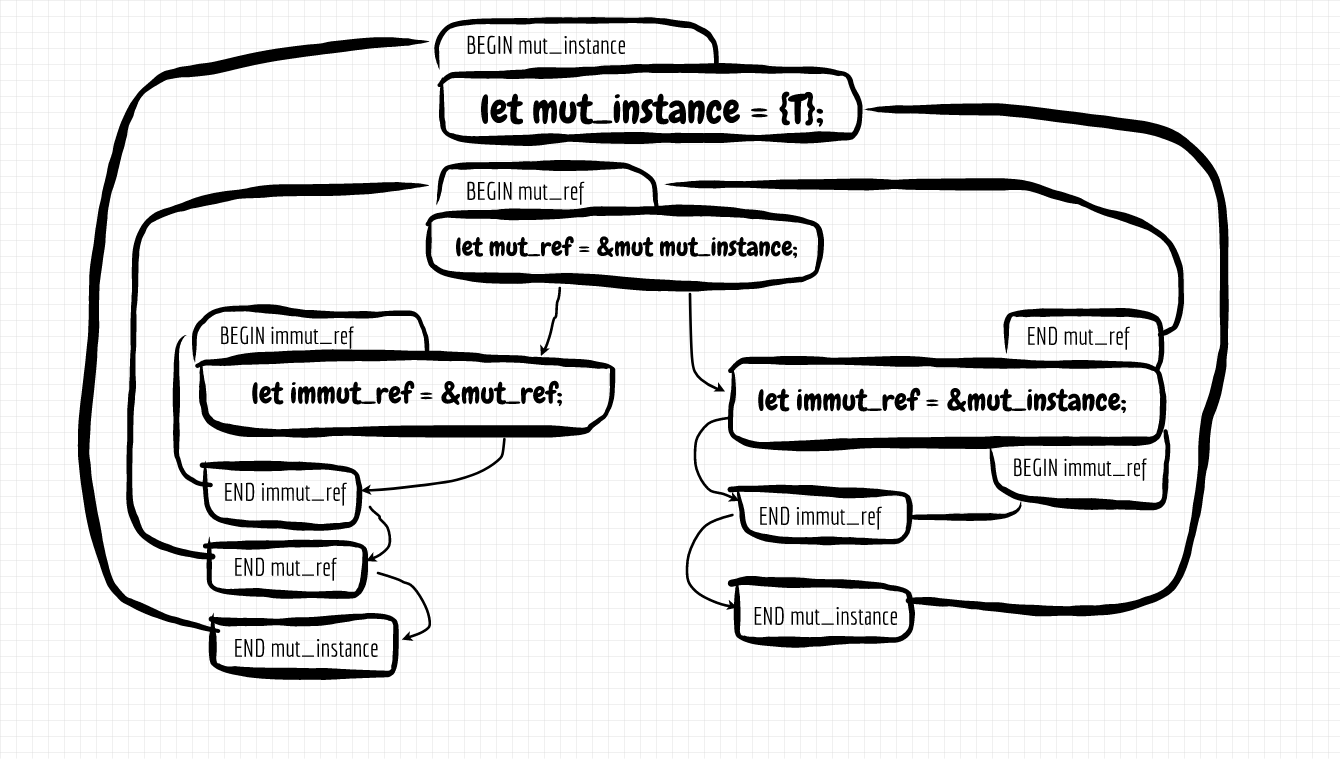 BEGIN mut_instance
let mut_instance = {T};
BEGIN mut_ref
let mut_ref = &mut mut_instance;
BEGIN immut_ref
let immut_ref = &mut_ref;
END immut_ref
END mut_ref
END mut_instance
END mut_ref
let immut_ref = &mut_instance;
BEGIN immut_ref
END immut_ref
END mut_instance